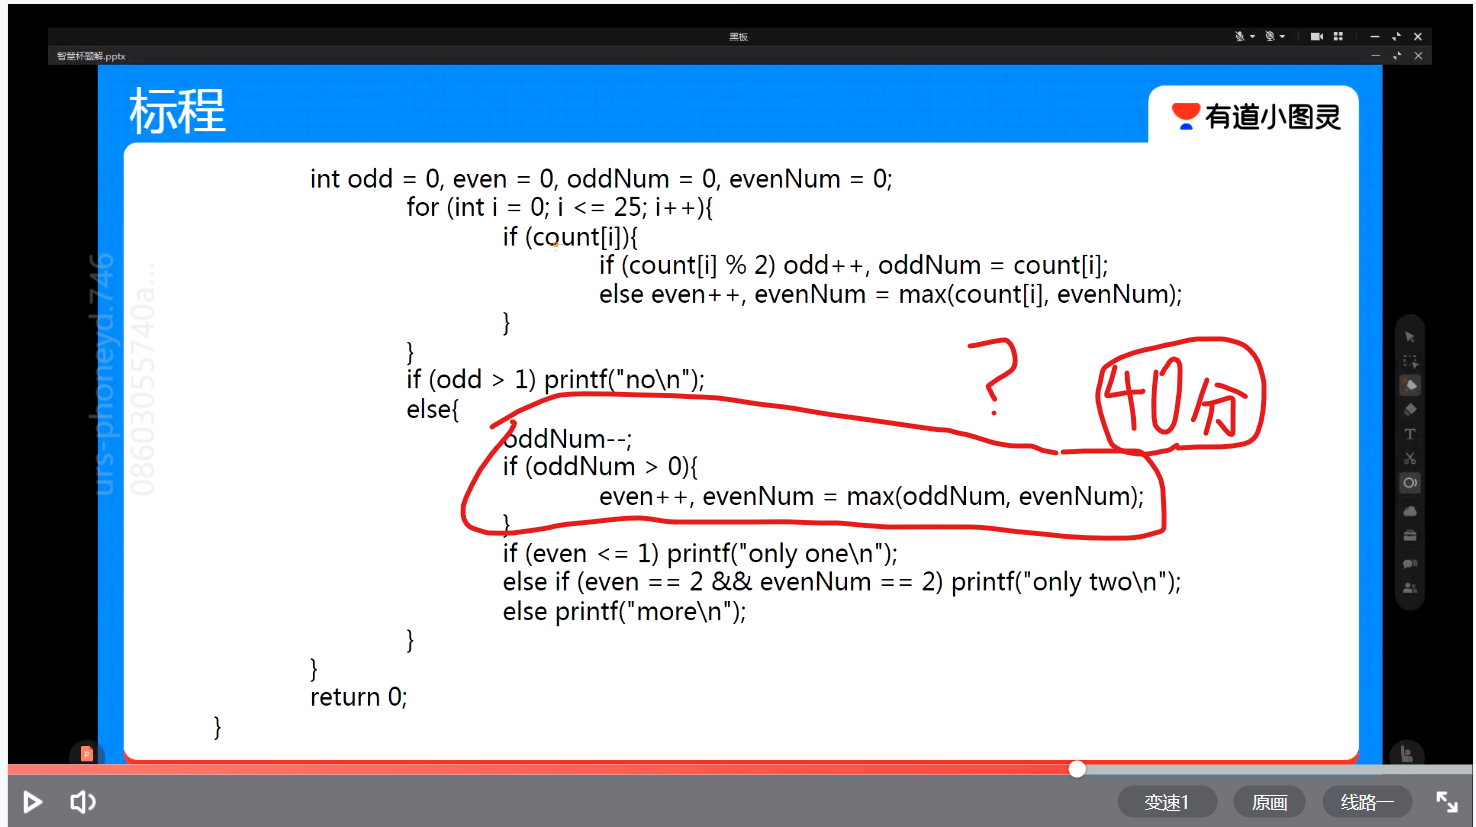 黑板
智慧杯题解.pptx
标程
有道小图灵
int odd = 0, even = 0, oddNum = 0, evenNum = 0;
for (int i = 0; i <= 25; i++){
if (count[i]){
if (count[i] % 2) odd++, oddNum = count[i];
else even++, evenNum = max(count[i], evenNum);
}
}
if (odd > 1) printf("no\n");
else{
oddNum--;
if (oddNum > 0){
even++, evenNum = max(oddNum, evenNum);
}
if (even <= 1) printf("only one\n");
else if (even == 2 && evenNum == 2) printf("only two\n");
else printf("more\n");
}
}
return 0;
}
?
40分
urs-phoneyd.746
0860305574​0a...
变速1
原画
线路一